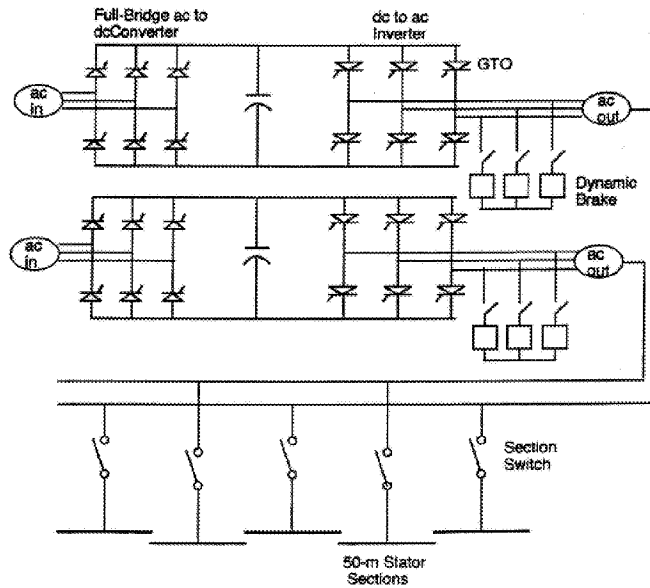 Full-Bridge ac to
dcConverter
dc to ac
Inverter
GTO
ac
in
ac
out
Dynamic
Brake
ac
in
ac
out
Section
Switch
50-m Stator
Sections